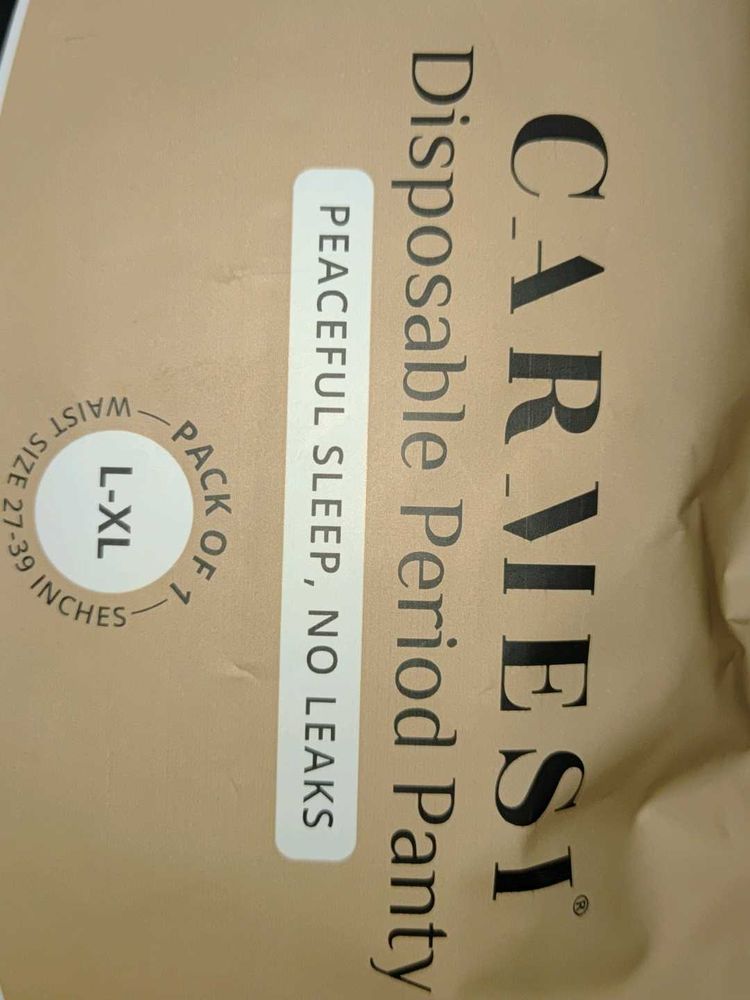 CARMESI®
Disposable Period Panty
PEACEFUL SLEEP, NO LEAKS
PACK OF 1
L-XL
WAIST SIZE 27-39 INCHES